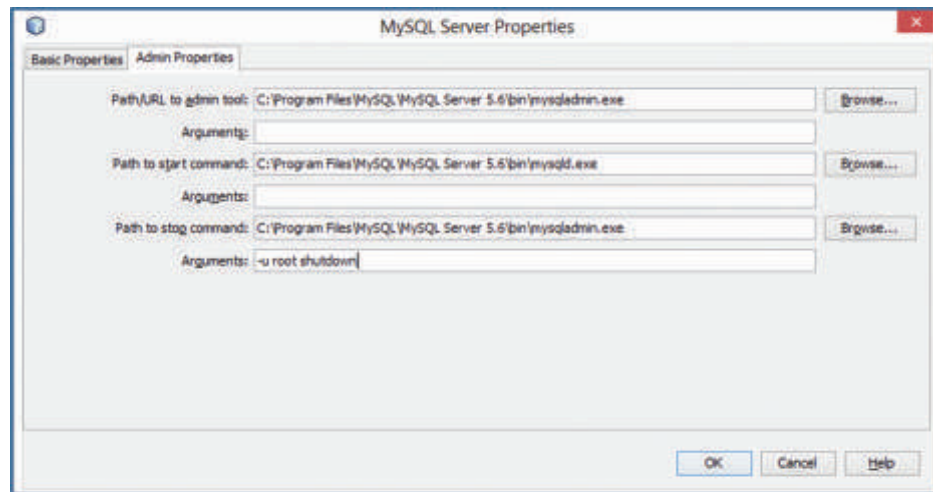 MySQL Server Properties
Basic Properties Admin Properties
Path/URL to admin tool: C:\Program Files\MySQL\MySQL Server 5.6\bin\mysqladmin.exe Browse...
Arguments:
Path to start command: C:\Program Files\MySQL\MySQL Server 5.6\bin\mysqld.exe Browse...
Arguments:
Path to stop command: C:\Program Files\MySQL\MySQL Server 5.6\bin\mysqladmin.exe Browse...
Arguments: -u root shutdown
OK Cancel Help